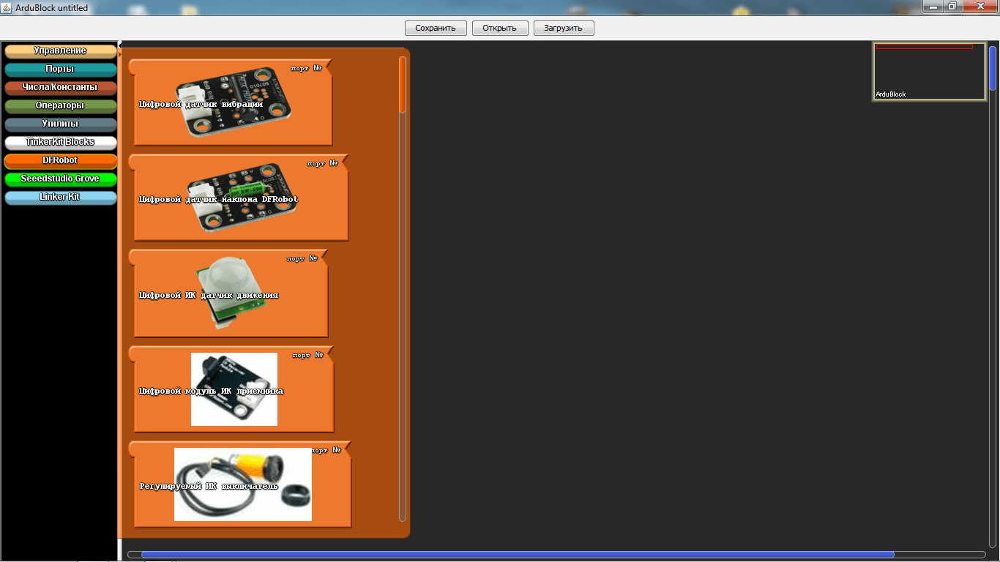 ArduBlock untitled
Сохранить
Открыть
Загрузить
Управление
Порты
Числа/Константы
Операторы
Утилиты
TinkerKit Blocks
DFRobot
Seeedstudio Grove
Linker Kit
порт №
Цифровой датчик вибрации
порт №
Цифровой датчик наклона DFRobot
порт №
Цифровой ИК датчик движения
порт №
Цифровой модуль ИК приемника
порт №
Регулируемый ИК выключатель
ArduBlock